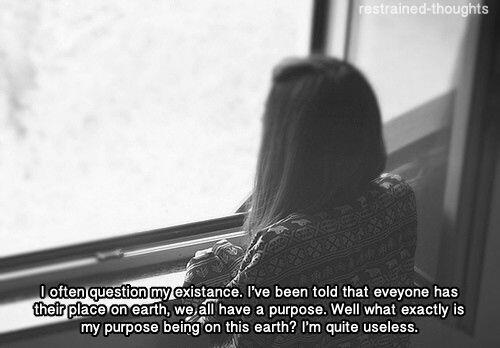 restrained-thoughts
I often question my existance. I've been told that eveyone has
their place on earth, we all have a purpose. Well what exactly is
my purpose being on this earth? I'm quite useless.